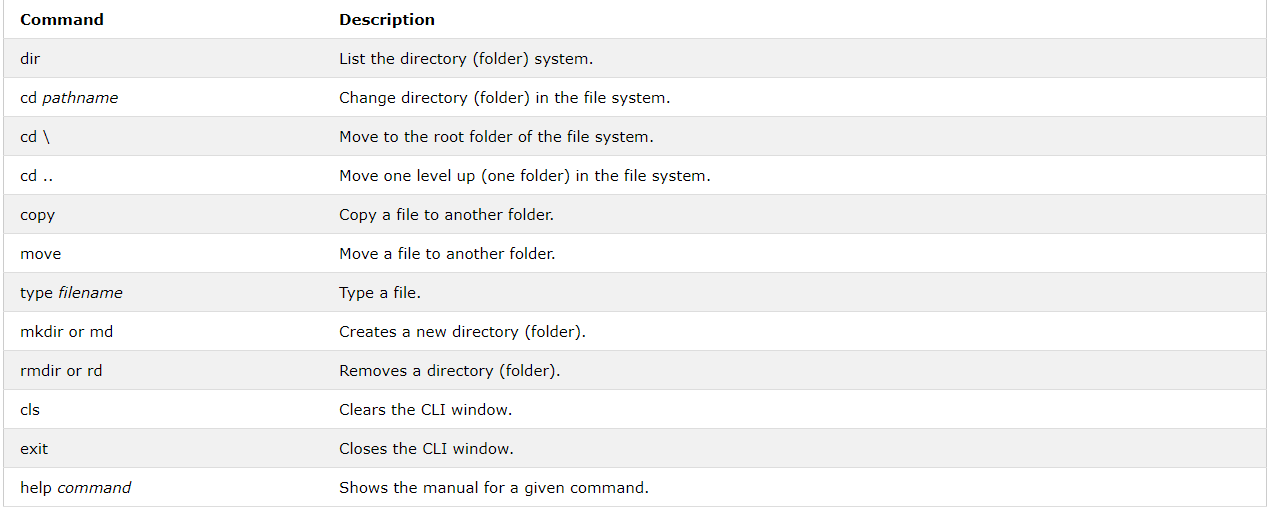 Command Description
dir List the directory (folder) system.
cd pathname Change directory (folder) in the file system.
cd \ Move to the root folder of the file system.
cd .. Move one level up (one folder) in the file system.
copy Copy a file to another folder.
move Move a file to another folder.
type filename Type a file.
mkdir or md Creates a new directory (folder).
rmdir or rd Removes a directory (folder).
cls Clears the CLI window.
exit Closes the CLI window.
help command Shows the manual for a given command.